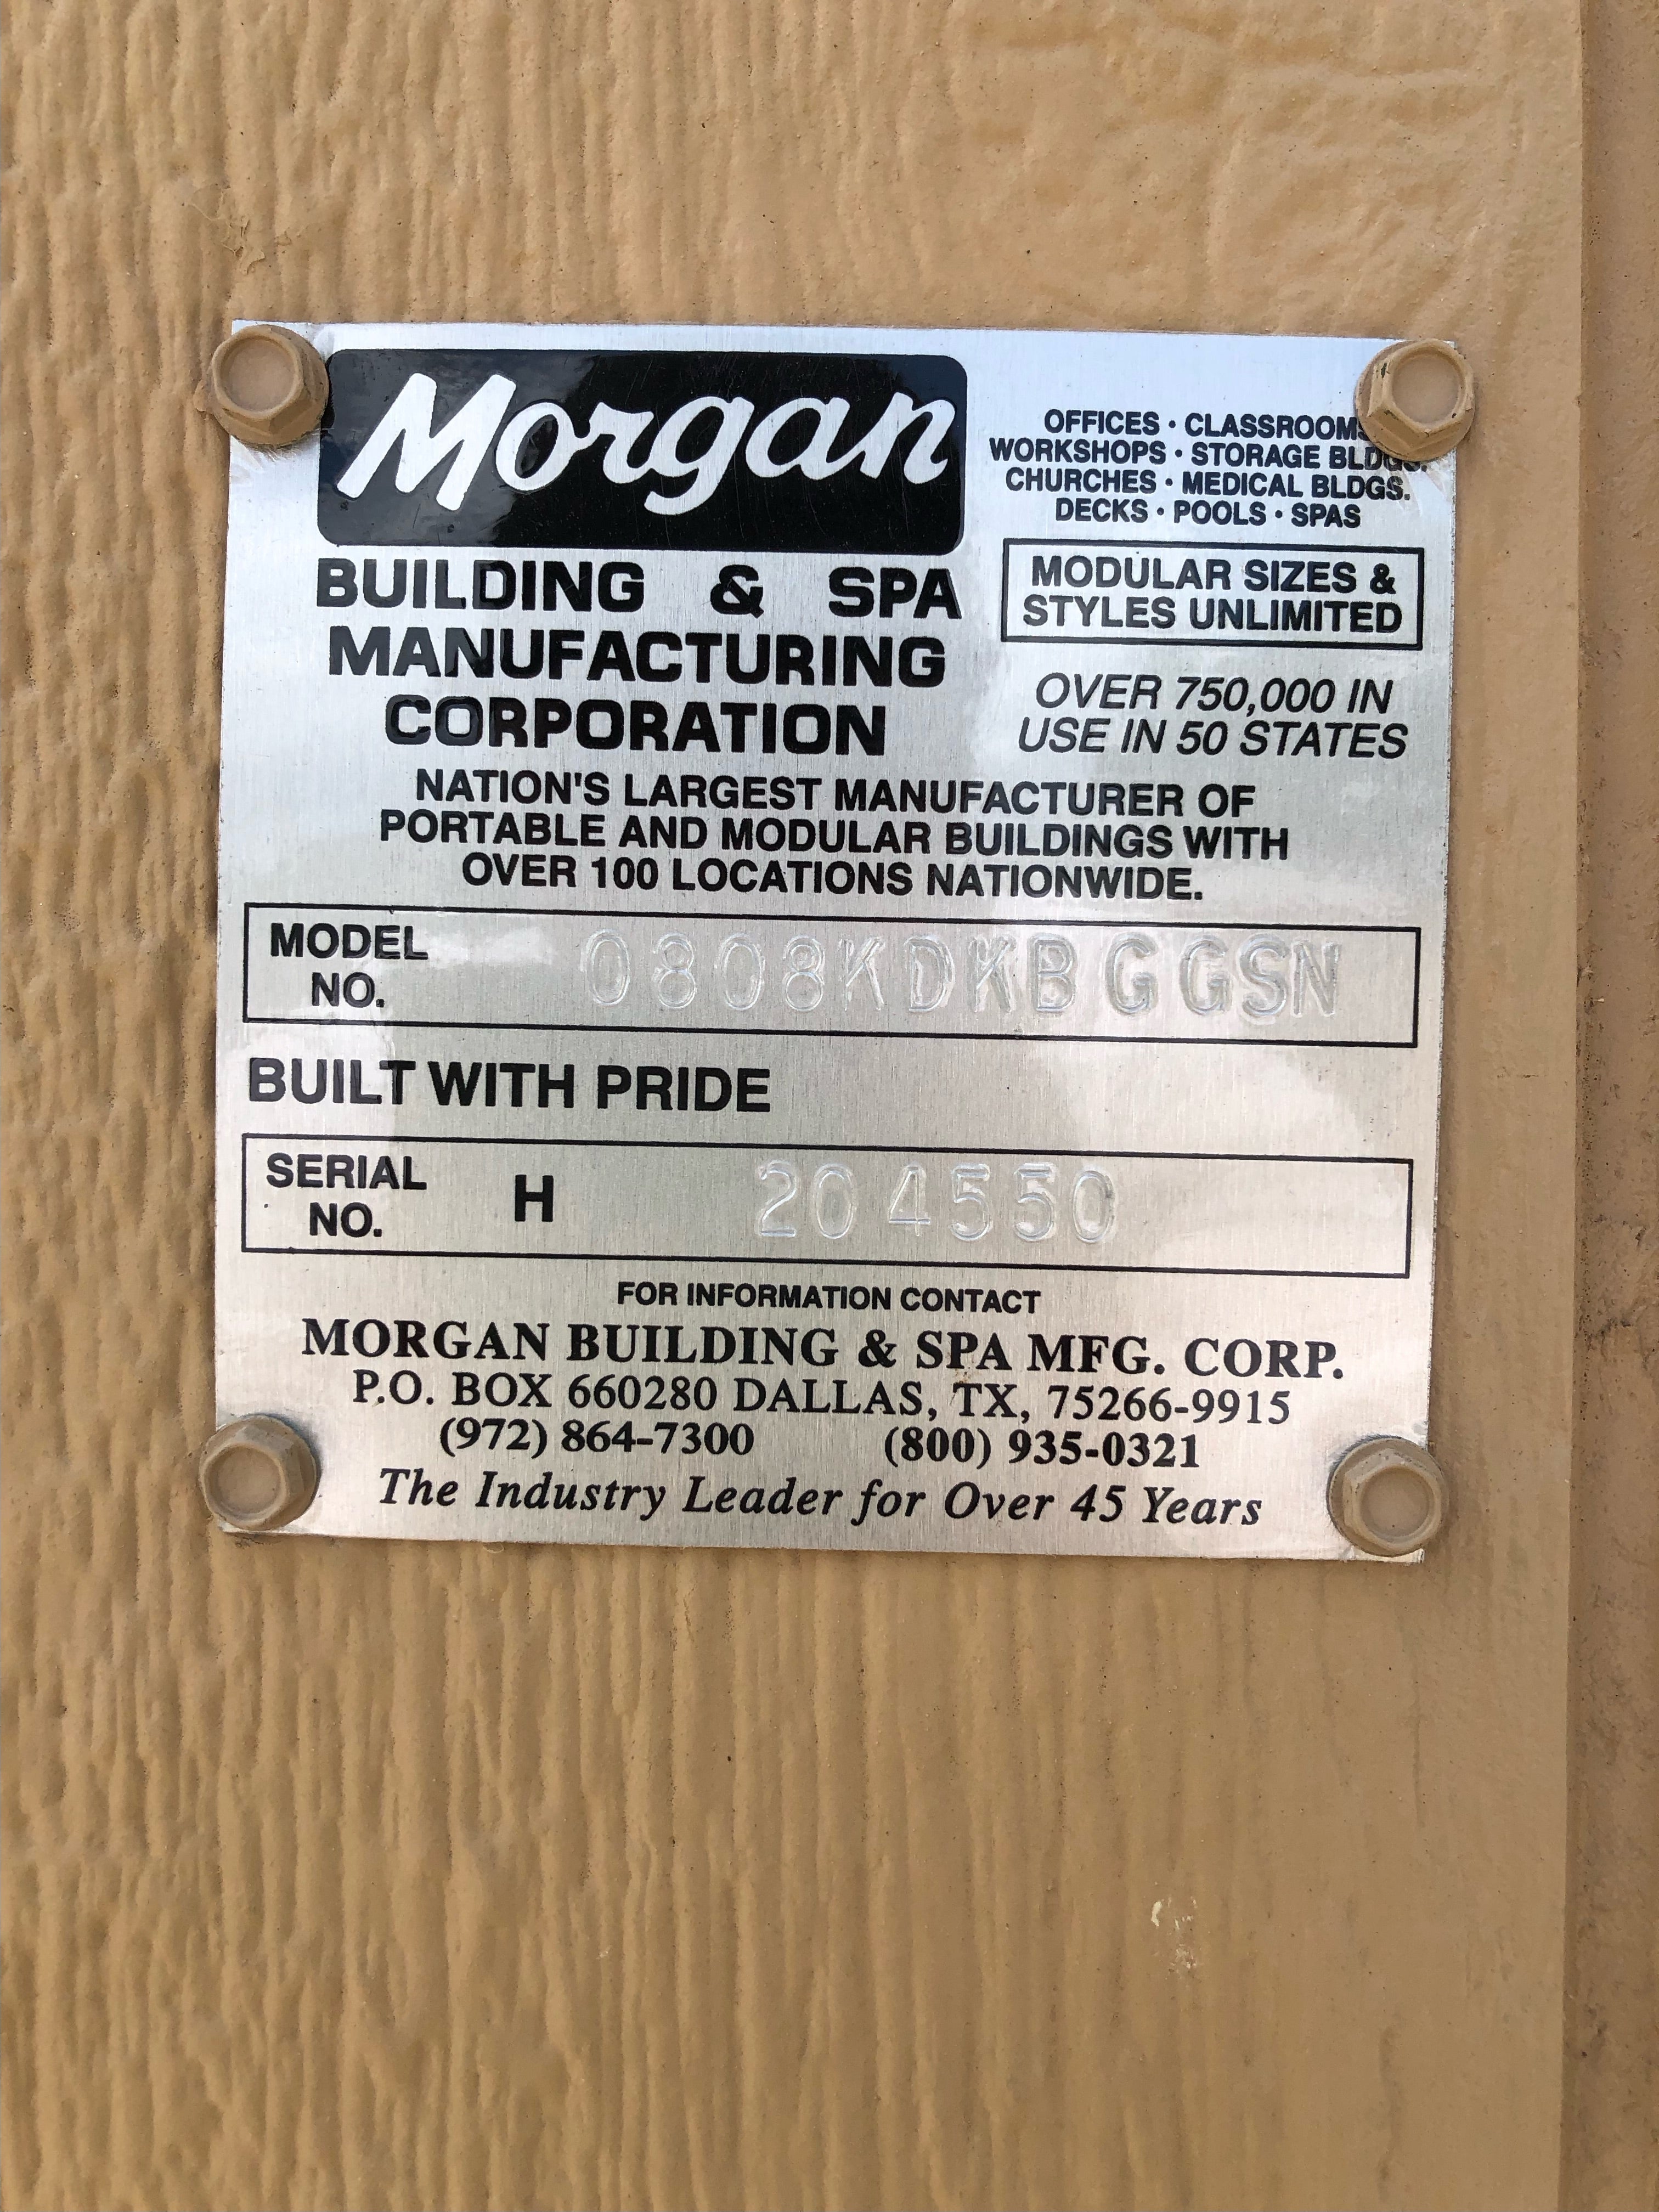 Morgan
BUILDING & SPA
MANUFACTURING
CORPORATION
OFFICES · CLASSROOMS
WORKSHOPS · STORAGE BLDGS.
CHURCHES · MEDICAL BLDGS.
DECKS · POOLS · SPAS
MODULAR SIZES &
STYLES UNLIMITED
OVER 750,000 IN
USE IN 50 STATES
NATION'S LARGEST MANUFACTURER OF
PORTABLE AND MODULAR BUILDINGS WITH
OVER 100 LOCATIONS NATIONWIDE.
MODEL
NO.
0808KDKBGGSN
BUILT WITH PRIDE
SERIAL
NO.
H 204550
FOR INFORMATION CONTACT
MORGAN BUILDING & SPA MFG. CORP.
P.O. BOX 660280 DALLAS, TX, 75266-9915
(972) 864-7300 (800) 935-0321
The Industry Leader for Over 45 Years